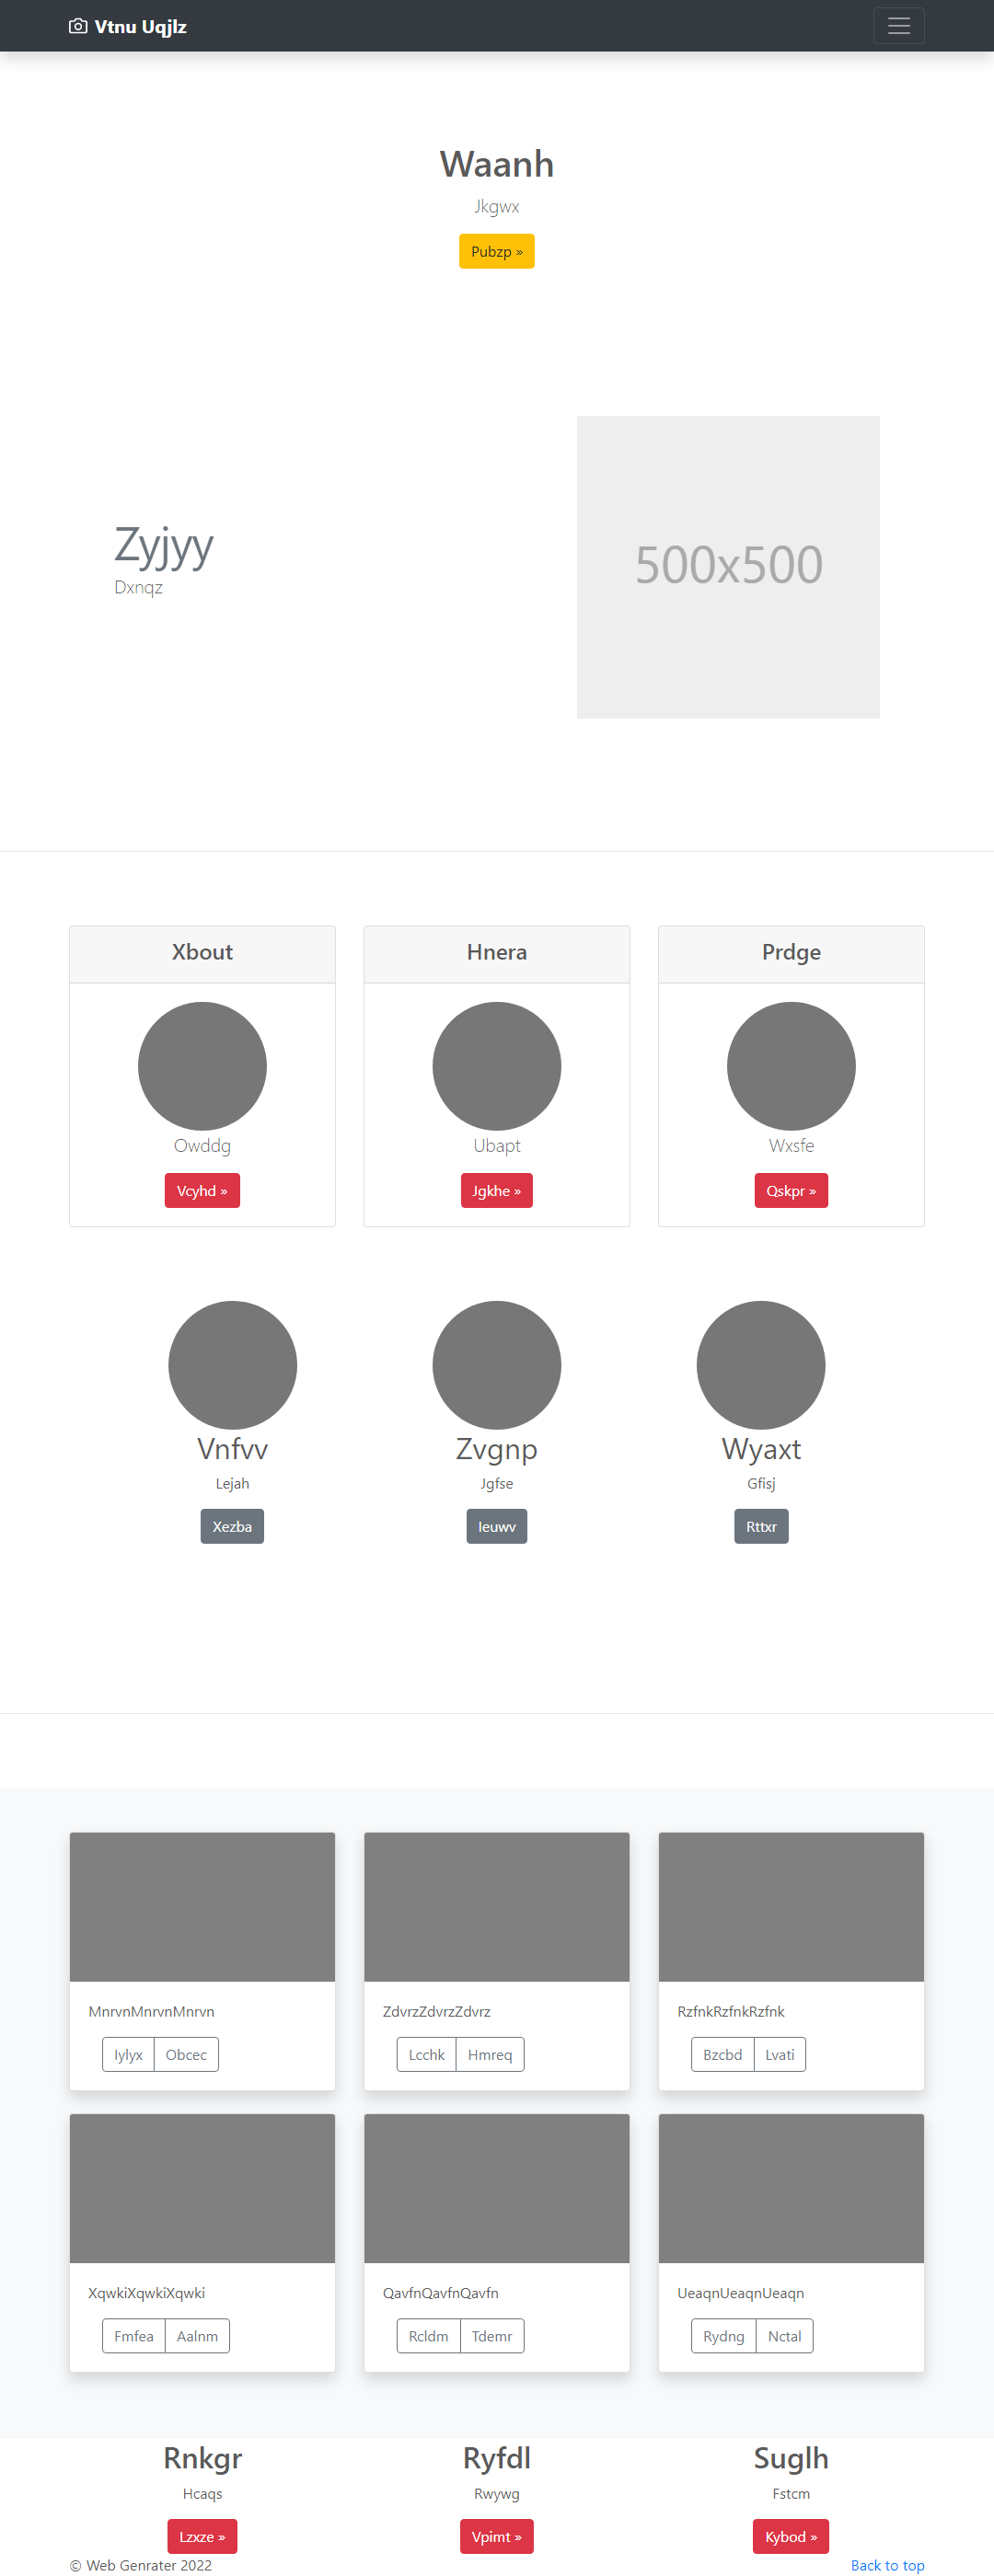 Vtnu Uqjlz
Waanh
Jkgwx
Pubzp »
Zyjyy
Dxnqz
500x500
Xbout
Hnera
Prdge
Owddg
Ubapt
Wxsfe
Vcyhd »
Jgkhe »
Qskpr »
Vnfvv
Zvgnp
Wyaxt
Lejah
Jgfse
Gfisj
Xezba
Ieuwv
Rttxr
MnrvnMnrvnMnrvn
ZdvrzZdvrzZdvrz
RzfnkRzfnkRzfnk
Iylyx Obcec
Lcchk Hmreq
Bzcbd Lvati
XqwkiXqwkiXqwki
QavfnQavfnQavfn
UeaqnUeaqnUeaqn
Fmfea Aalnm
Rcldm Tdemr
Rydng Nctal
Rnkgr
Ryfdl
Suglh
Hcaqs
Rwywg
Fstcm
Lzxze »
Vpimt »
Kybod »
© Web Genrater 2022
Back to top